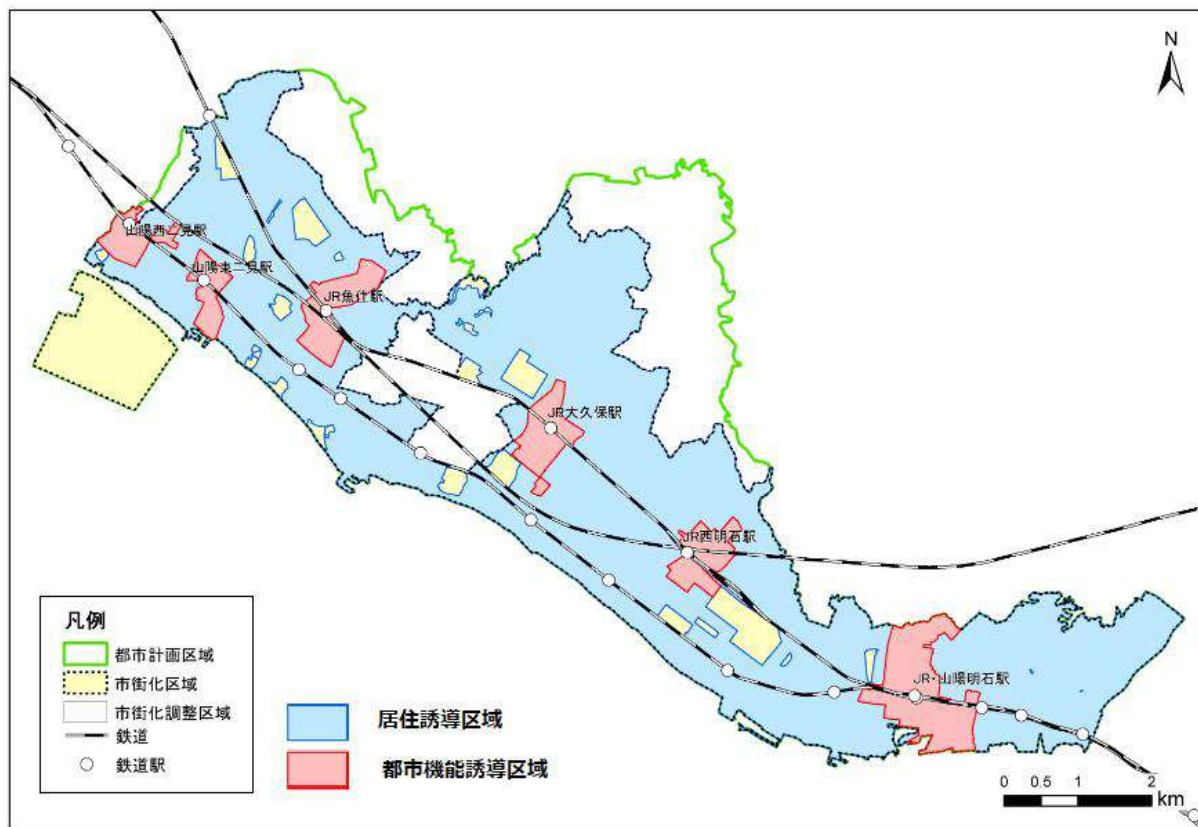 N
山陽西二見駅
山陽東二見駅
JR魚住駅
JR大久保駅
JR西明石駅
JR・山陽明石駅
凡例
都市計画区域
市街化区域
市街化調整区域
鉄道
鉄道駅
居住誘導区域
都市機能誘導区域
0 0.5 1 2
km